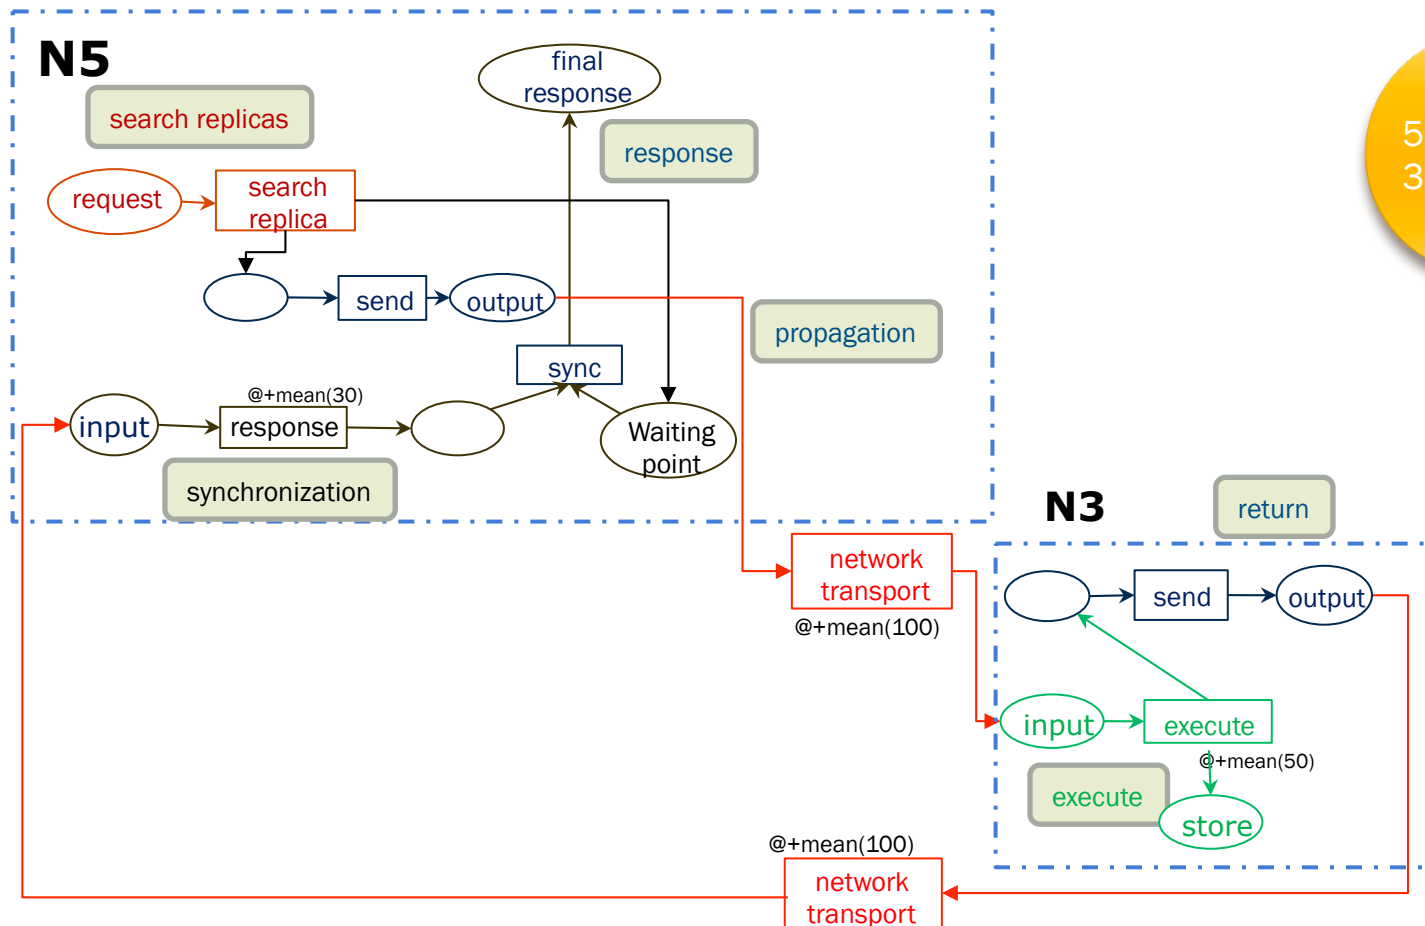 N5
final
response
search replicas
response
request
search
replica
send
output
propagation
sync
@+mean(30)
input
response
Waiting
point
synchronization
5
3
N3
return
network
transport
@+mean(100)
send
output
input
execute
@+mean(50)
execute
store
@+mean(100)
network
transport